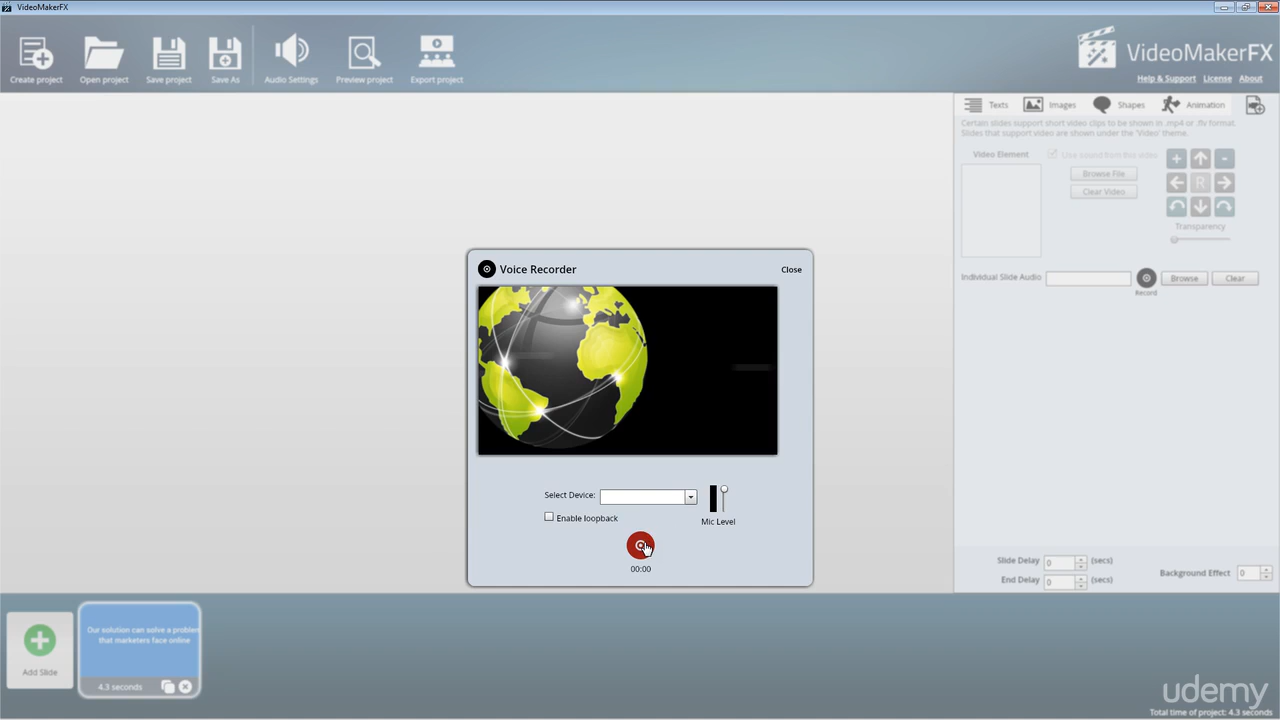 VideoMakerFX
Create project
Open project
Save project
Save As
Audio Settings
Preview project
Export project
VideoMakerFX
Help & Support License About
Texts Images Shapes Animation
Certain slides support short video clips to be shown in .mp4 or .flv format.
Slides that support video are shown under the 'Video' theme.
Video Element
Use sound from this video
Browse File
Clear Video
R
Transparency
Individual Slide Audio
Record
Browse
Clear
Voice Recorder
Close
Select Device:
Enable loopback
Mic Level
00:00
Slide Delay 0 (secs)
End Delay 0 (secs)
Background Effect 0
Add Slide
Our solution can solve a problem
that marketers face online
4.3 seconds
udemy
Total time of project: 4.3 seconds